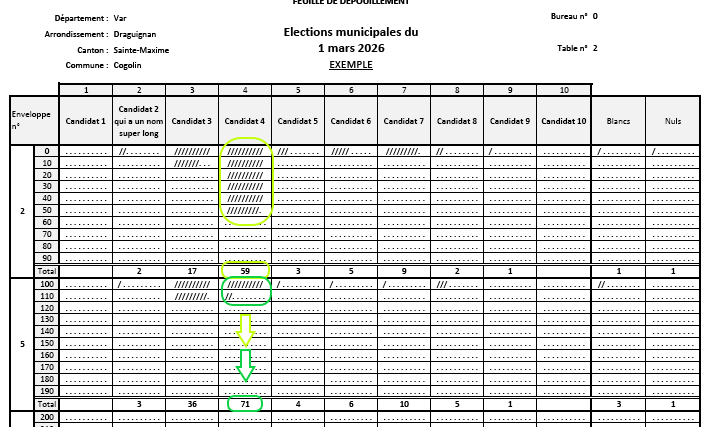 FEUILLE DE DEPOUILLEMENT
Département : Var
Bureau n° 0
Arrondissement : Draguignan
Elections municipales du
Canton : Sainte-Maxime
1 mars 2026
Table n° 2
Commune : Cogolin
EXEMPLE
1 2 3 4 5 6 7 8 9 10
Enveloppe n° Candidat 1 Candidat 2 qui a un nom super long Candidat 3 Candidat 4 Candidat 5 Candidat 6 Candidat 7 Candidat 8 Candidat 9 Candidat 10 Blancs Nuls
2
0 .......... //........ ////////// ////////// ///....... /////..... /////////. //........ /......... .......... /......... /.........
10 .......... .......... ///////... ////////// .......... .......... .......... .......... .......... .......... .......... ..........
20 .......... .......... .......... ////////// .......... .......... .......... .......... .......... .......... .......... ..........
30 .......... .......... .......... ////////// .......... .......... .......... .......... .......... .......... .......... ..........
40 .......... .......... .......... ////////// .......... .......... .......... .......... .......... .......... .......... ..........
50 .......... .......... .......... /////////. .......... .......... .......... .......... .......... .......... .......... ..........
60
70
80
90
Total 2 17 59 3 5 9 2 1 1 1
5
100 .......... /......... ////////// ////////// /......... /......... /......... ///....... .......... .......... //........ ..........
110 .......... .......... /////////. //........ .......... .......... .......... .......... .......... .......... .......... ..........
120
130
140
150
160
170
180
190
Total 3 36 71 4 6 10 5 1 3 1
200